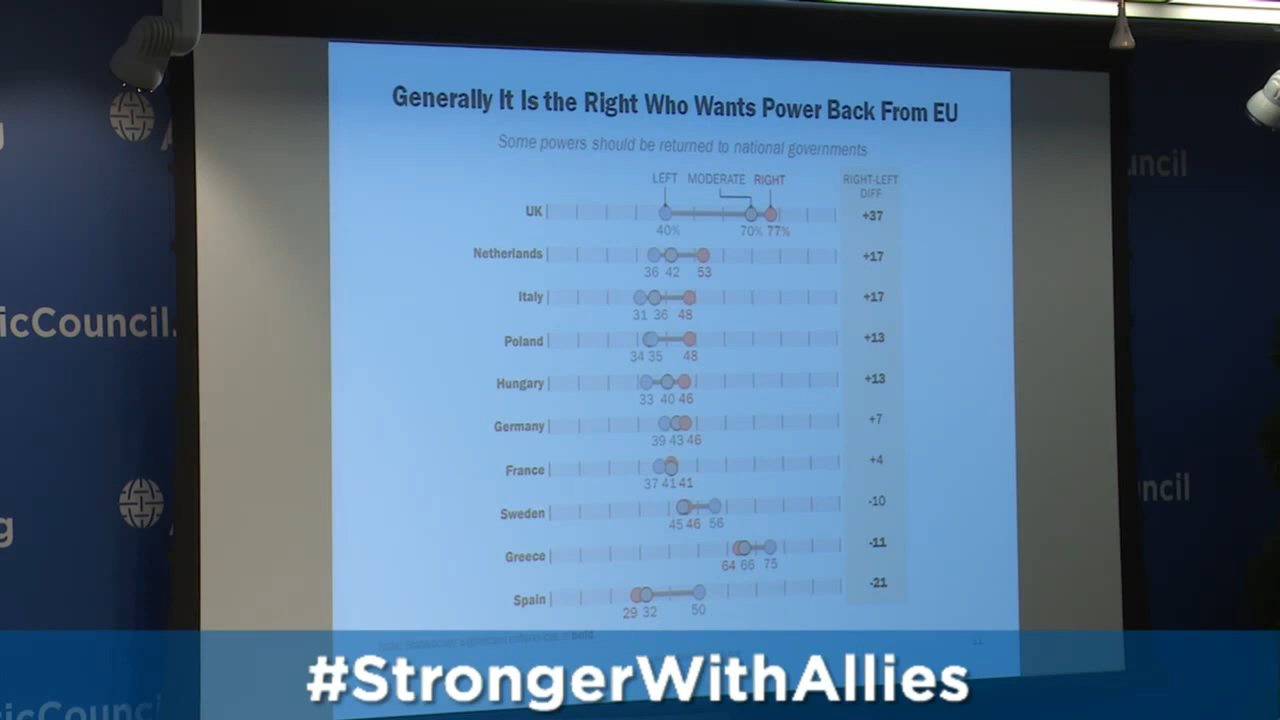 Generally It Is the Right Who Wants Power Back From EU
Some powers should be returned to national governments
LEFT MODERATE RIGHT RIGHT-LEFT
DIFF
UK +37
40% 70% 77%
Netherlands +17
36 42 53
Italy +17
31 36 48
Poland +13
34 35 48
Hungary +13
33 40 46
Germany +7
39 43 46
France +4
37 41 41
Sweden -10
45 46 56
Greece -11
64 66 75
Spain -21
29 32 50
icCouncil.
uncil
ncil
g
cCounc
#StrongerWithAllies